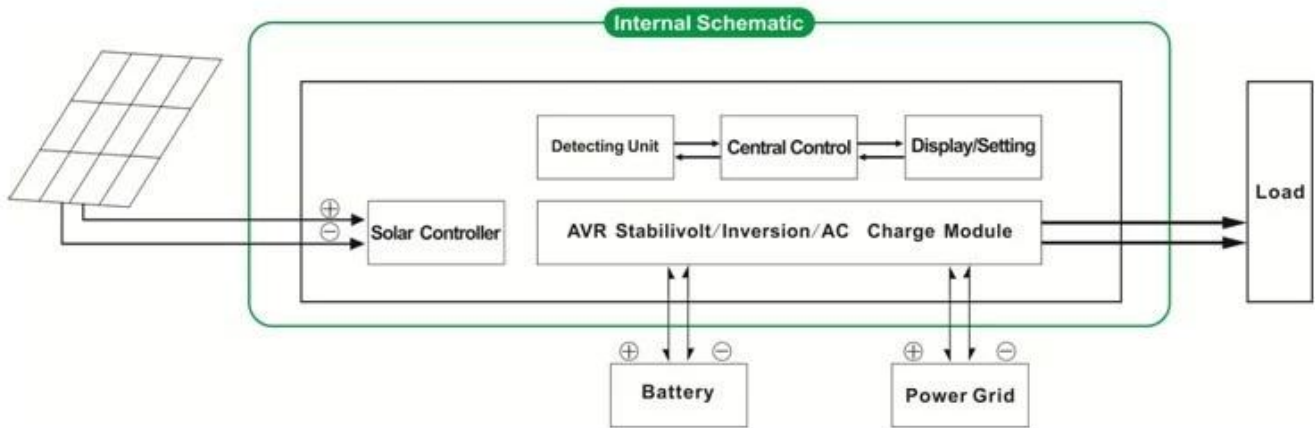 Internal Schematic
Detecting Unit
Central Control
Display/Setting
Load
⊕
⊖
Solar Controller
AVR Stabilivolt/Inversion/AC Charge Module
⊕ ⊖
⊕ ⊖
Battery
Power Grid